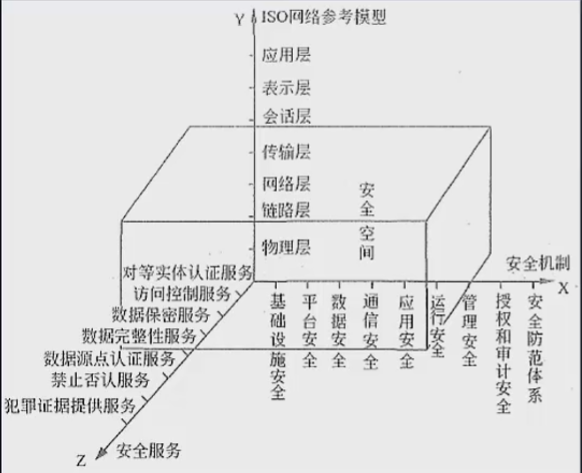 Y ISO网络参考模型
应用层
表示层
会话层
传输层
网络层
链路层
物理层
安全空间
安全机制
X
基础设施安全
平台安全
数据安全
通信安全
应用安全
运行安全
管理安全
授权和审计安全
安全防范体系
对等实体认证服务
访问控制服务
数据保密服务
数据完整性服务
数据源点认证服务
禁止否认服务
犯罪证据提供服务
Z 安全服务